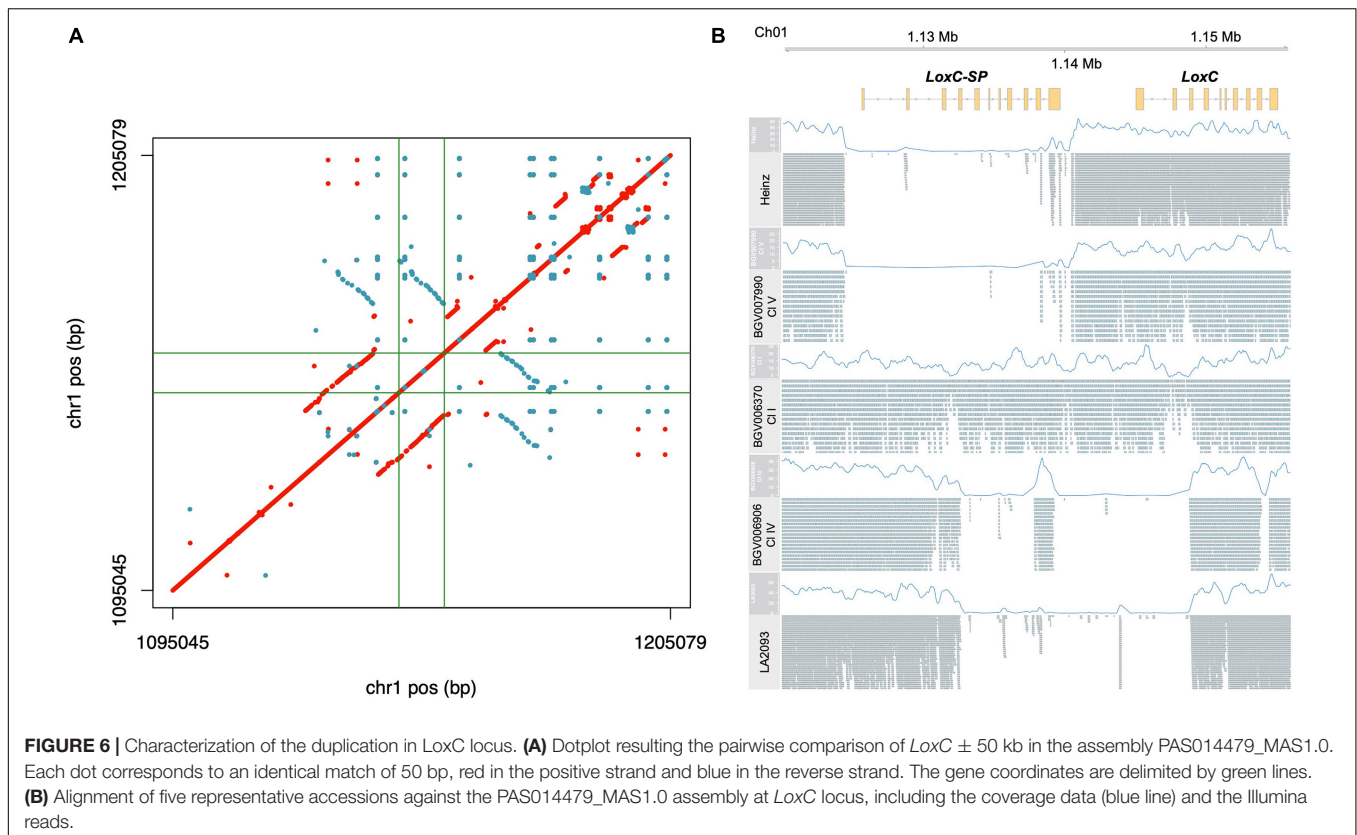 A
B
Ch01
1.13 Mb
1.15 Mb
1.14 Mb
LoxC-SP
LoxC
1205079
1095045
chr1 pos (bp)
1095045
1205079
chr1 pos (bp)
Heinz
Heinz
BGV007990
Cl V
BGV007990
Cl V
Cl I
BGV006370
Cl I
BGV006906
Cl IV
LA2093
FIGURE 6 | Characterization of the duplication in LoxC locus. (A) Dotplot resulting the pairwise comparison of LoxC ± 50 kb in the assembly PAS014479_MAS1.0.
Each dot corresponds to an identical match of 50 bp, red in the positive strand and blue in the reverse strand. The gene coordinates are delimited by green lines.
(B) Alignment of five representative accessions against the PAS014479_MAS1.0 assembly at LoxC locus, including the coverage data (blue line) and the Illumina
reads.